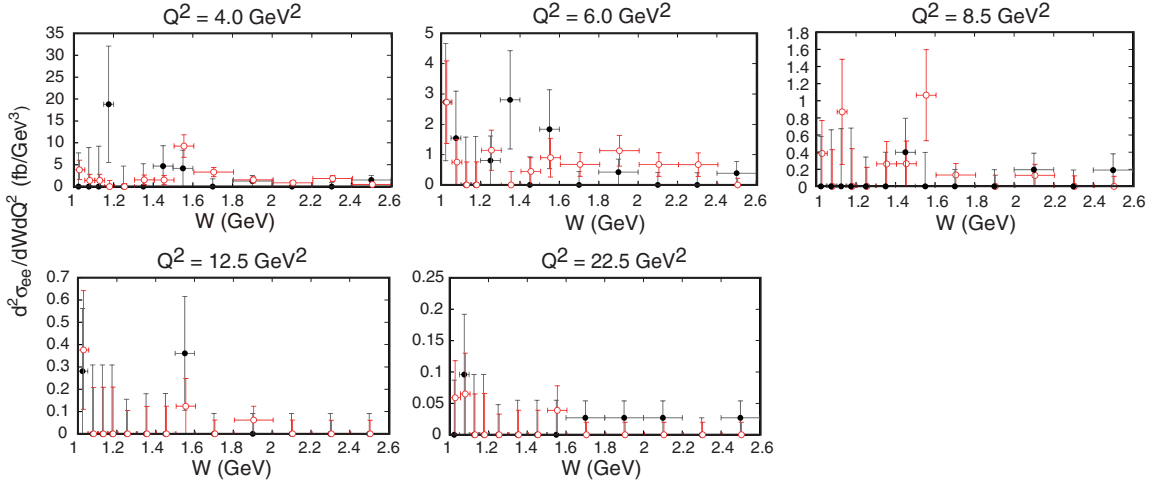 Q² = 4.0 GeV²
Q² = 6.0 GeV²
Q² = 8.5 GeV²
d²σee/dWdQ² (fb/GeV³)
35
30
25
20
15
10
5
0
1 1.2 1.4 1.6 1.8 2 2.2 2.4 2.6
W (GeV)
5
4
3
2
1
0
1 1.2 1.4 1.6 1.8 2 2.2 2.4 2.6
W (GeV)
1.8
1.6
1.4
1.2
1
0.8
0.6
0.4
0.2
0
1 1.2 1.4 1.6 1.8 2 2.2 2.4 2.6
W (GeV)
Q² = 12.5 GeV²
Q² = 22.5 GeV²
0.7
0.6
0.5
0.4
0.3
0.2
0.1
0
1 1.2 1.4 1.6 1.8 2 2.2 2.4 2.6
W (GeV)
0.25
0.2
0.15
0.1
0.05
0
1 1.2 1.4 1.6 1.8 2 2.2 2.4 2.6
W (GeV)